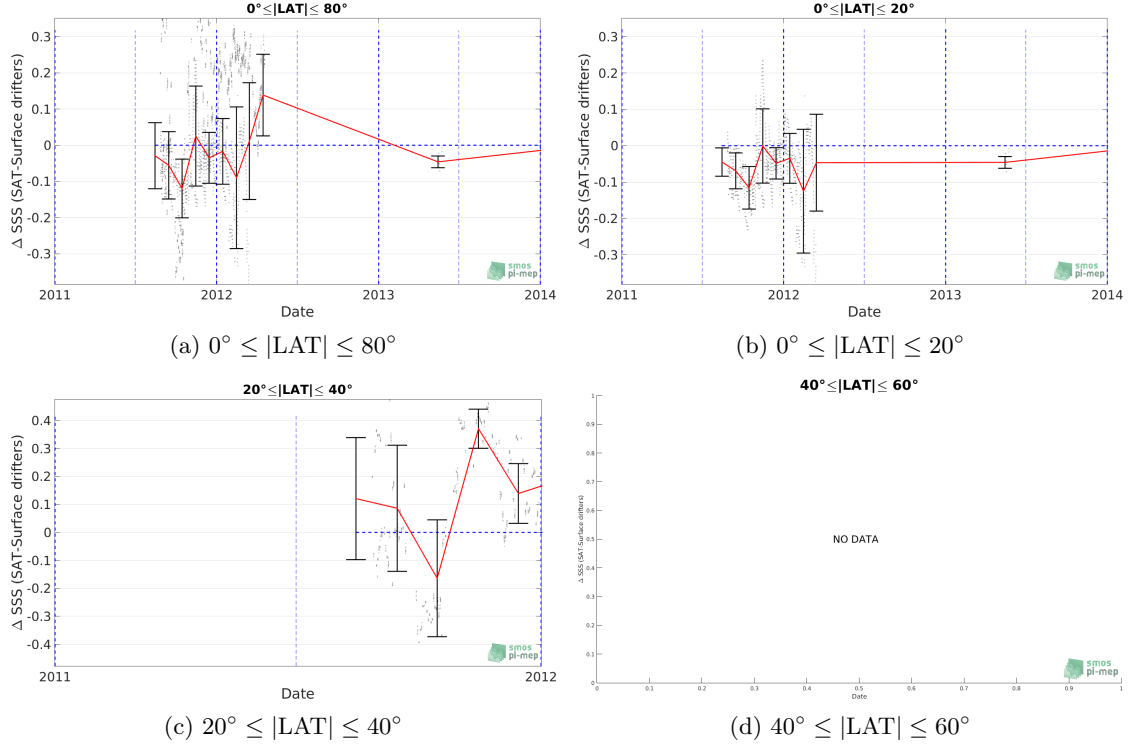 0°≤|LAT|≤ 80°
Δ SSS (SAT-Surface drifters)
0.3
0.2
0.1
0
-0.1
-0.2
-0.3
2011 2012 2013 2014
Date
smos
pi-mep
(a) 0° ≤ |LAT| ≤ 80°
0°≤|LAT|≤ 20°
Δ SSS (SAT-Surface drifters)
0.3
0.2
0.1
0
-0.1
-0.2
-0.3
2011 2012 2013 2014
Date
smos
pi-mep
(b) 0° ≤ |LAT| ≤ 20°
20°≤|LAT|≤ 40°
Δ SSS (SAT-Surface drifters)
0.4
0.3
0.2
0.1
0
-0.1
-0.2
-0.3
-0.4
2011 2012
Date
smos
pi-mep
(c) 20° ≤ |LAT| ≤ 40°
40°≤|LAT|≤ 60°
Δ SSS (SAT-Surface drifters)
1
0.9
0.8
0.7
0.6
0.5
0.4
0.3
0.2
0.1
0
NO DATA
0 0.1 0.2 0.3 0.4 0.5 0.6 0.7 0.8 0.9 1
Date
smos
pi-mep
(d) 40° ≤ |LAT| ≤ 60°